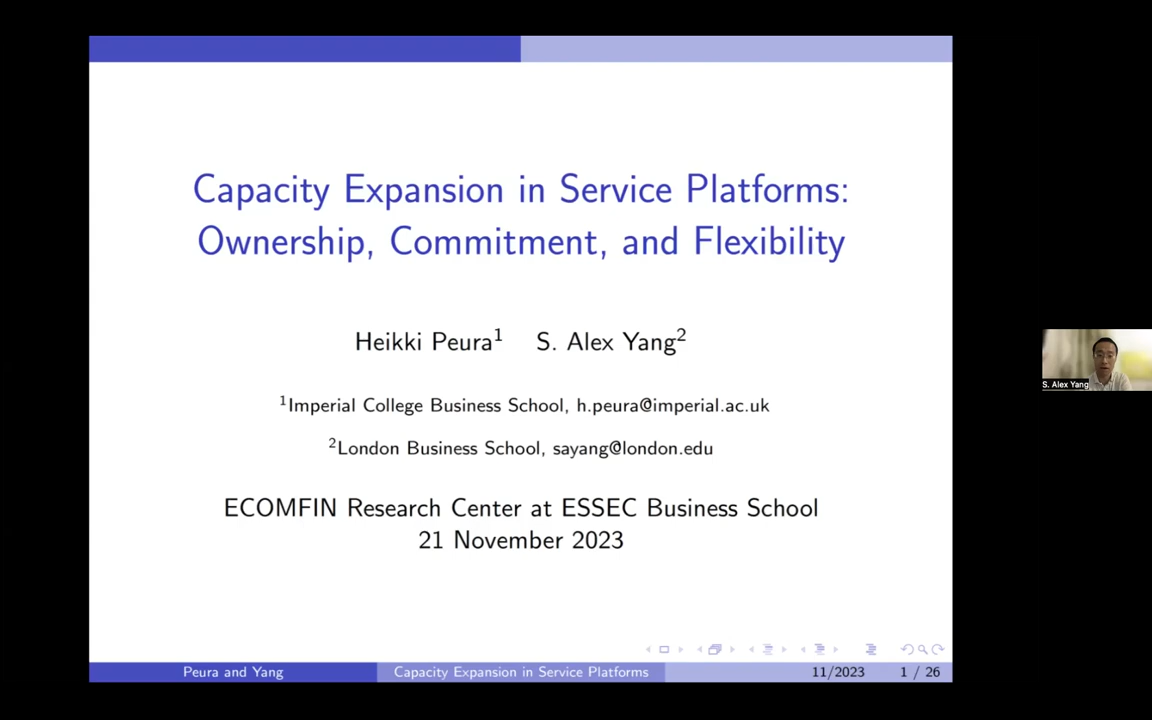 Capacity Expansion in Service Platforms:
Ownership, Commitment, and Flexibility
Heikki Peura¹ S. Alex Yang²
¹Imperial College Business School, h.peura@imperial.ac.uk
²London Business School, sayang@london.edu
ECOMFIN Research Center at ESSEC Business School
21 November 2023
S. Alex Yang
Peura and Yang Capacity Expansion in Service Platforms 11/2023 1 / 26